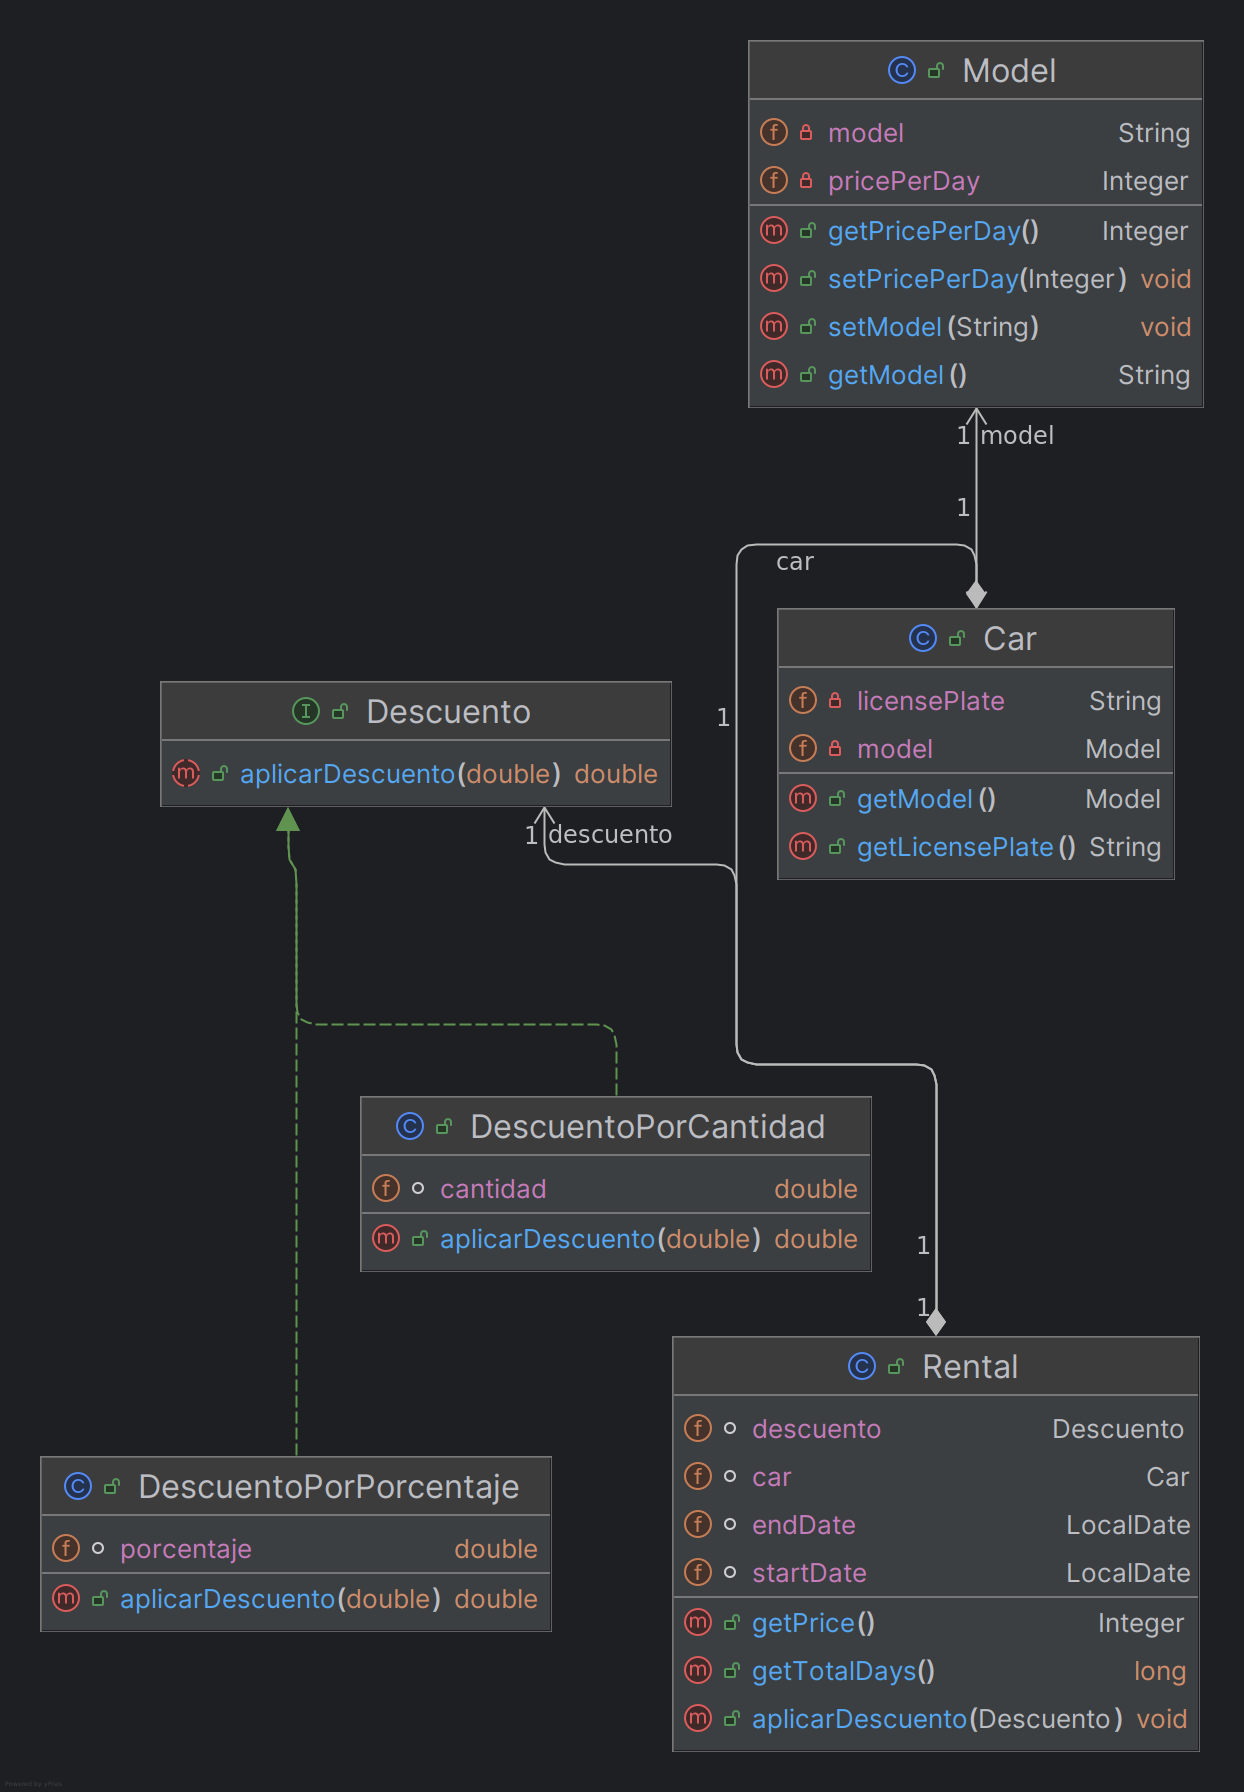 Model
model String
pricePerDay Integer
getPricePerDay() Integer
setPricePerDay(Integer) void
setModel(String) void
getModel() String
1 model
1
car
Car
licensePlate String
model Model
getModel() Model
getLicensePlate() String
1
Descuento
aplicarDescuento(double) double
1 descuento
DescuentoPorCantidad
cantidad double
aplicarDescuento(double) double
1
1
Rental
descuento Descuento
car Car
endDate LocalDate
startDate LocalDate
getPrice() Integer
getTotalDays() long
aplicarDescuento(Descuento) void
DescuentoPorPorcentaje
porcentaje double
aplicarDescuento(double) double
Powered by yFiles